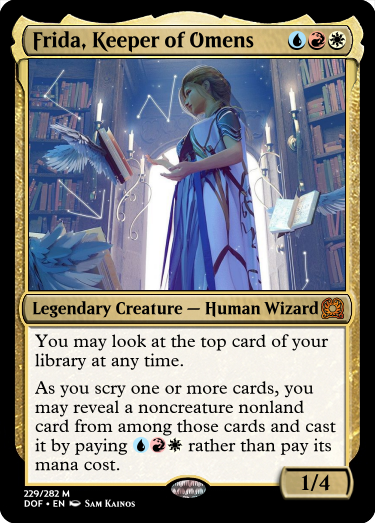 Frida, Keeper of Omens
Legendary Creature — Human Wizard
You may look at the top card of your
library at any time.
As you scry one or more cards, you
may reveal a noncreature nonland
card from among those cards and cast
it by paying rather than pay its
mana cost.
1/4
229/282 M
DOF • EN Sam Kainos